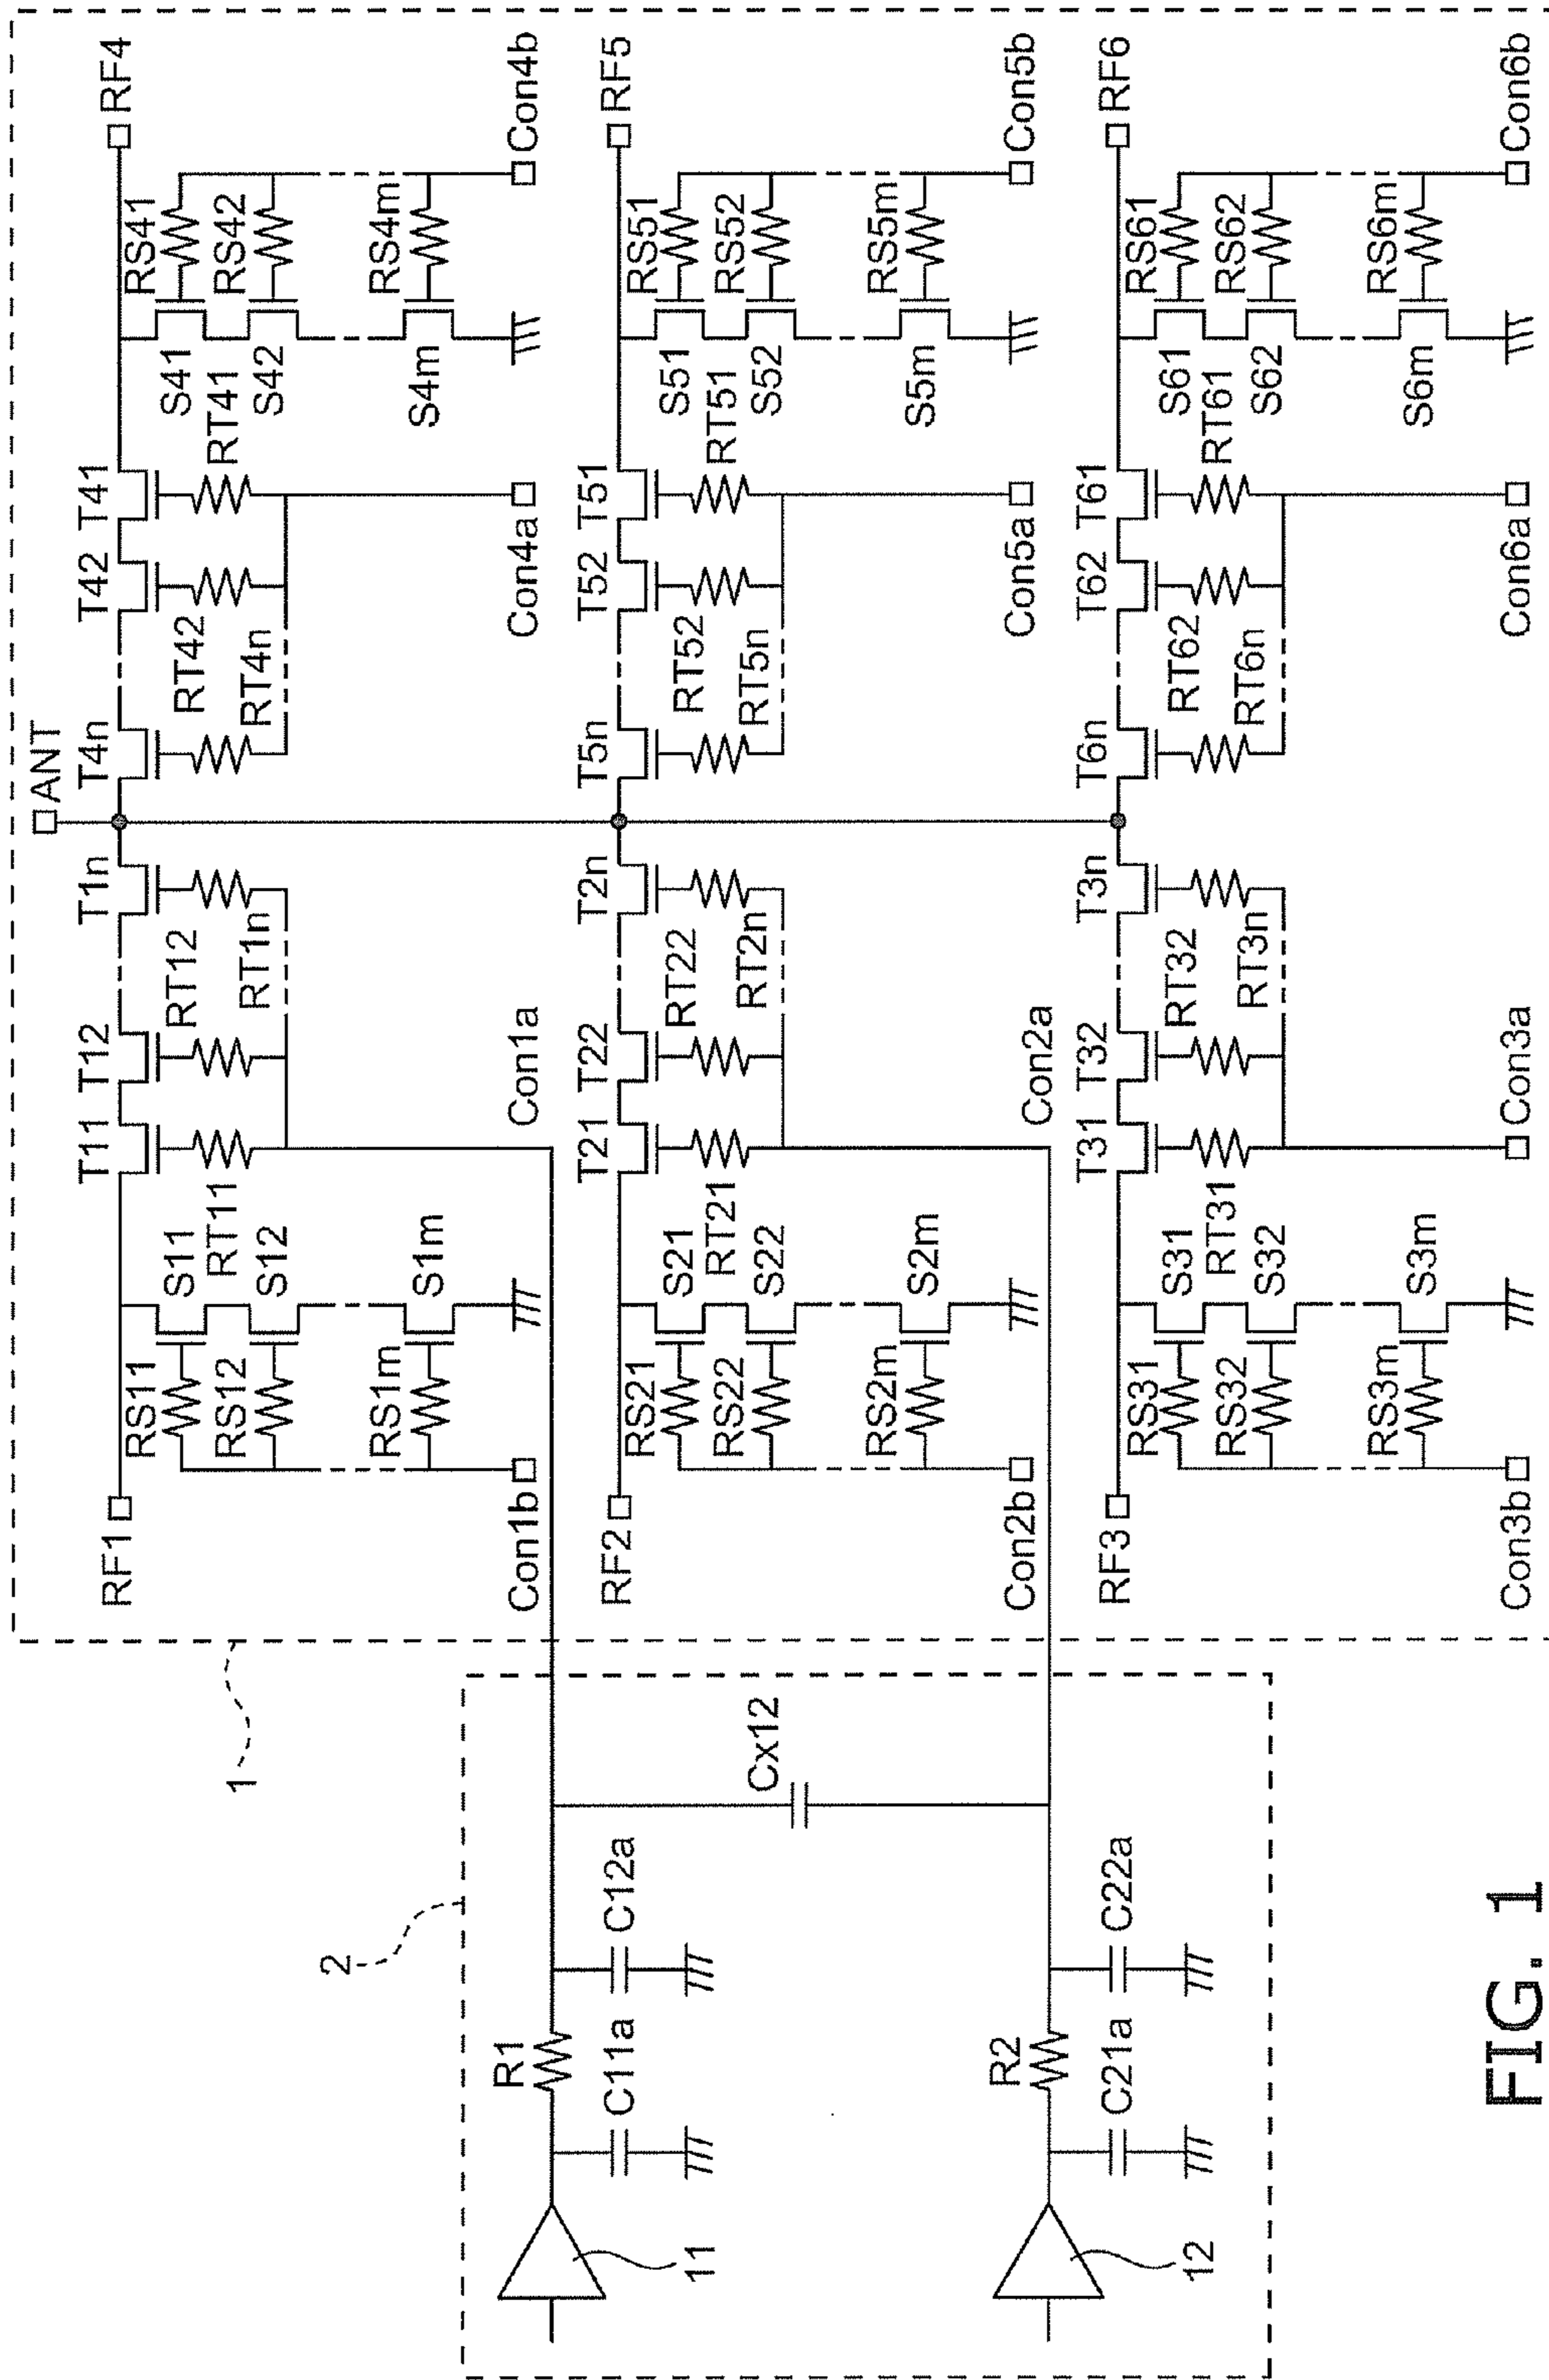 ANT
T11 T12 T1n T4n T42 T41
RF1 RF4
RS11 S11 RT11 RT12 RT42 RT41 S41 RS41
RS12 S12 RT1n RT4n S42 RS42
RS1m S1m S4m RS4m
Con1b Con1a Con4a Con4b
T21 T22 T2n T5n T52 T51
RF2 RF5
RS21 S21 RT21 RT22 RT52 RT51 S51 RS51
RS22 S22 RT2n RT5n S52 RS52
RS2m S2m S5m RS5m
Con2b Con2a Con5a Con5b
T31 T32 T3n T6n T62 T61
RF3 RF6
RS31 S31 RT31 RT32 RT62 RT61 S61 RS61
RS32 S32 RT3n RT6n S62 RS62
RS3m S3m S6m RS6m
Con3b Con3a Con6a Con6b
1
2
R1
C11a C12a
11
Cx12
R2
C21a C22a
12
FIG. 1